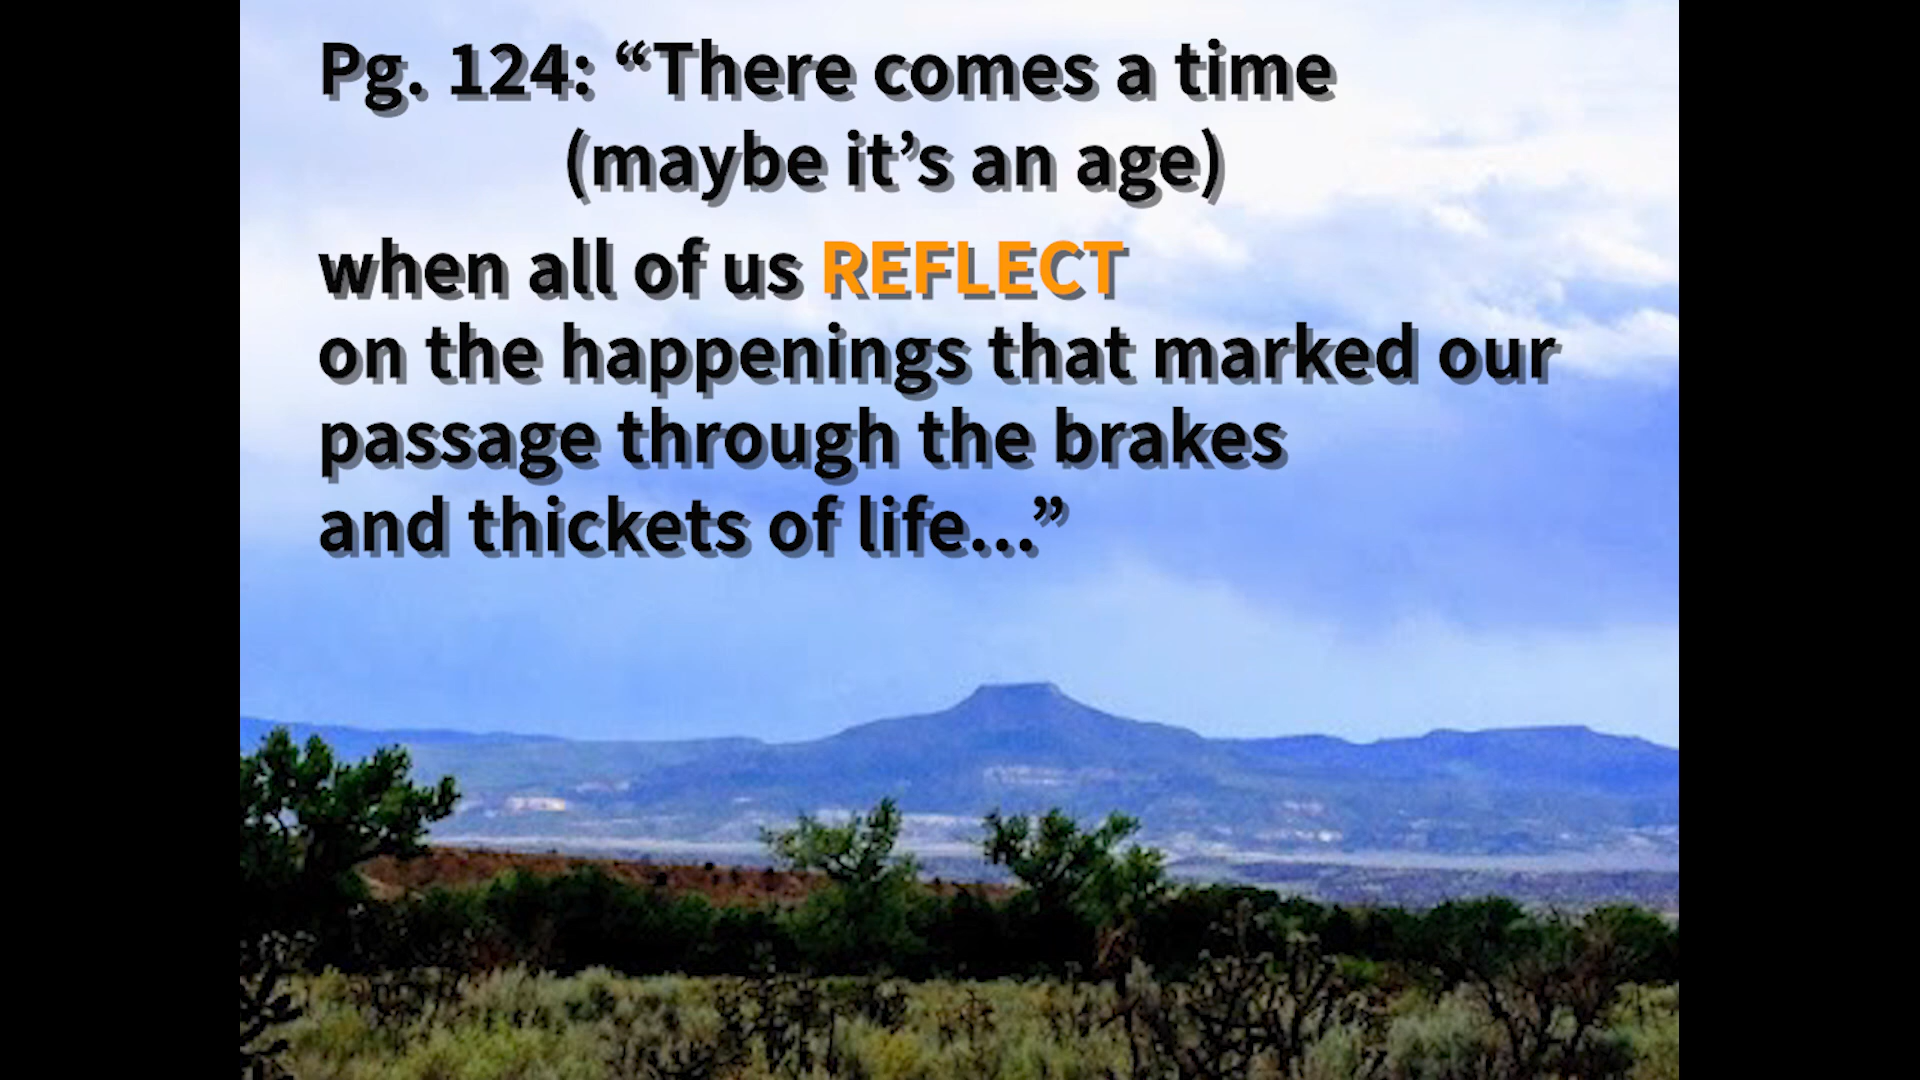 Pg. 124: “There comes a time
(maybe it’s an age)
when all of us REFLECT
on the happenings that marked our
passage through the brakes
and thickets of life...”